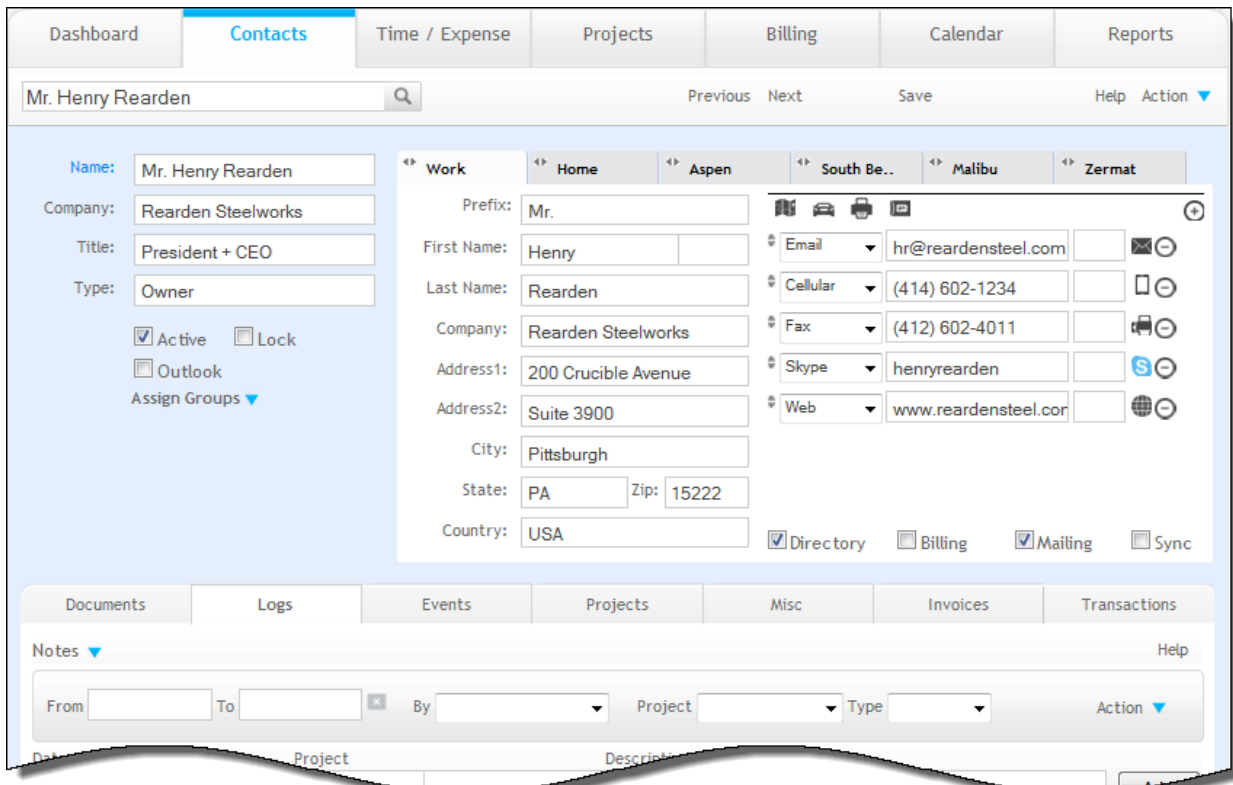 Dashboard Contacts Time / Expense Projects Billing Calendar Reports
Mr. Henry Rearden Previous Next Save Help Action
Name: Mr. Henry Rearden
Company: Rearden Steelworks
Title: President + CEO
Type: Owner
Active Lock
Outlook
Assign Groups
Work Home Aspen South Be.. Malibu Zermat
Prefix: Mr.
First Name: Henry
Last Name: Rearden
Company: Rearden Steelworks
Address1: 200 Crucible Avenue
Address2: Suite 3900
City: Pittsburgh
State: PA Zip: 15222
Country: USA
Email hr@reardensteel.com
Cellular (414) 602-1234
Fax (412) 602-4011
Skype henryrearden
Web www.reardensteel.con
Directory Billing Mailing Sync
Documents Logs Events Projects Misc Invoices Transactions
Notes Help
From To By Project Type Action
Project